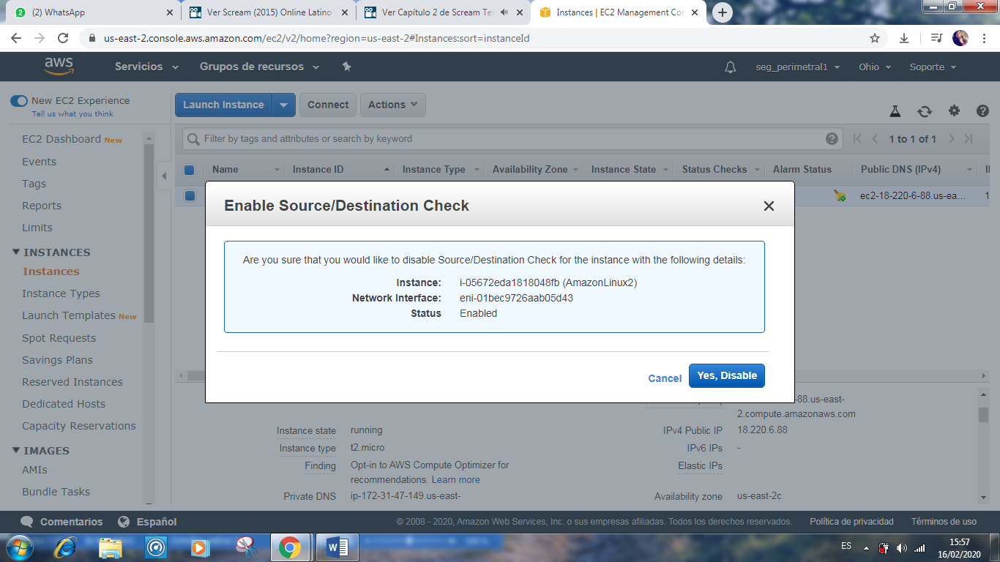 (2) WhatsApp
Ver Scream (2015) Online Latino
Ver Capítulo 2 de Scream Ter
Instances | EC2 Management Cor
us-east-2.console.aws.amazon.com/ec2/v2/home?region=us-east-2#Instances:sort=instanceId
aws
Servicios
Grupos de recursos
seg_perimetral1
Ohio
Soporte
New EC2 Experience
Tell us what you think
Launch Instance
Connect
Actions
EC2 Dashboard New
Events
Tags
Reports
Limits
INSTANCES
Instances
Instance Types
Launch Templates New
Spot Requests
Savings Plans
Reserved Instances
Dedicated Hosts
Capacity Reservations
IMAGES
AMIs
Bundle Tasks
Filter by tags and attributes or search by keyword
1 to 1 of 1
Name
Instance ID
Instance Type
Availability Zone
Instance State
Status Checks
Alarm Status
Public DNS (IPv4)
ec2-18-220-6-88.us-ea...
1
Enable Source/Destination Check
Are you sure that you would like to disable Source/Destination Check for the instance with the following details:
Instance: i-05672eda1818048fb (AmazonLinux2)
Network Interface: eni-01bec9726aab05d43
Status Enabled
Cancel
Yes, Disable
88.us-east-
2.compute.amazonaws.com
Instance state running
IPv4 Public IP 18.220.6.88
Instance type t2.micro
IPv6 IPs -
Finding Opt-in to AWS Compute Optimizer for
recommendations. Learn more
Elastic IPs
Private DNS ip-172-31-47-149.us-east-
Availability zone us-east-2c
Comentarios
Español
© 2008 - 2020, Amazon Web Services, Inc. o sus empresas afiliadas. Todos los derechos reservados.
Política de privacidad
Términos de uso
ES
15:57
16/02/2020